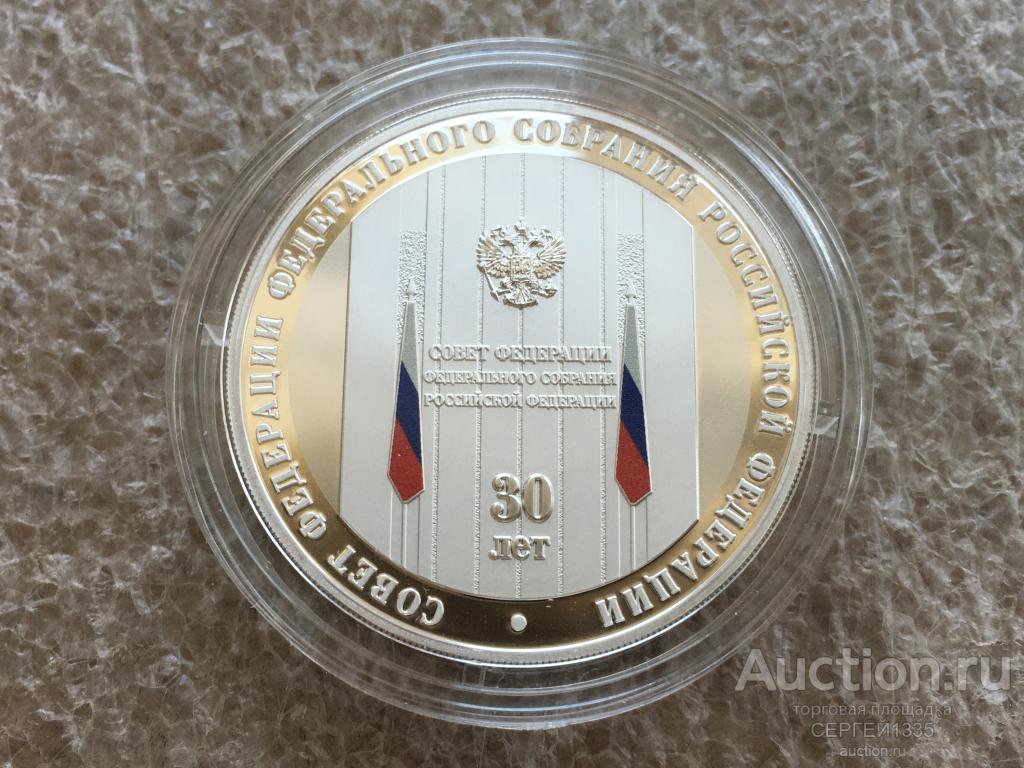 СОВЕТ ФЕДЕРАЦИИ ФЕДЕРАЛЬНОГО СОБРАНИЯ РОССИЙСКОЙ ФЕДЕРАЦИИ
СОВЕТ ФЕДЕРАЦИИ
ФЕДЕРАЛЬНОГО СОБРАНИЯ
РОССИЙСКОЙ ФЕДЕРАЦИИ
30
лет
Auction.ru
торговая площадка
СЕРГЕЙ1335
auction.ru